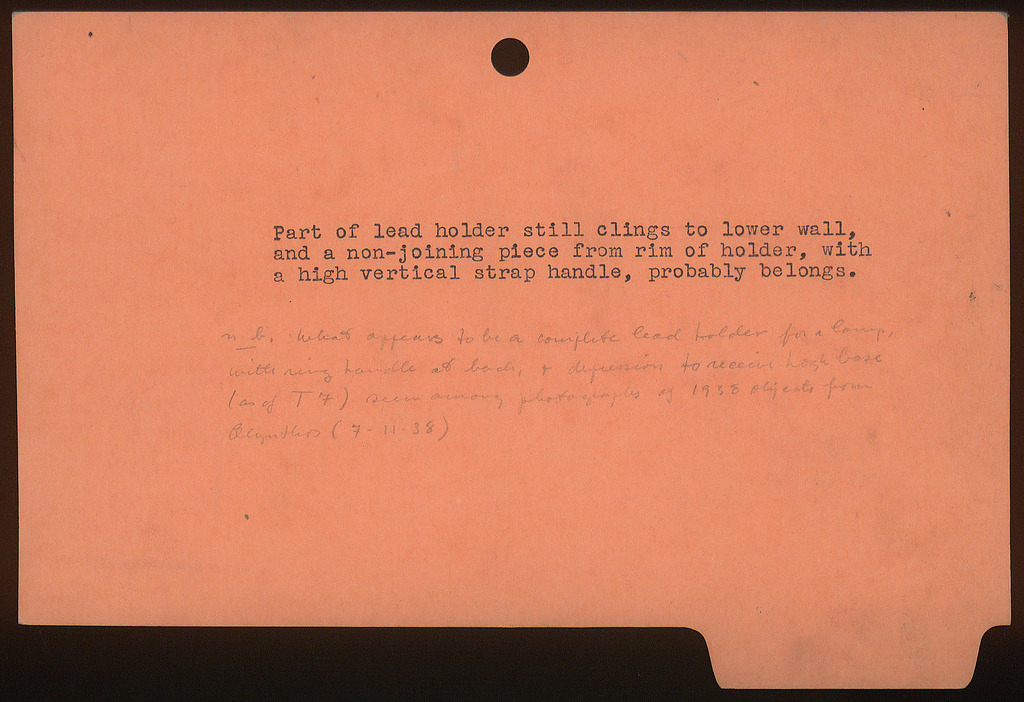 Part of lead holder still clings to lower wall,
and a non-joining piece from rim of holder, with
a high vertical strap handle, probably belongs.
n.b. What appears to be a complete lead holder for a lamp,
with ring handle at back, + depression to receive high base
(as of T 7) seen among photographs of 1938 objects from
Olynthos (7-11-38)